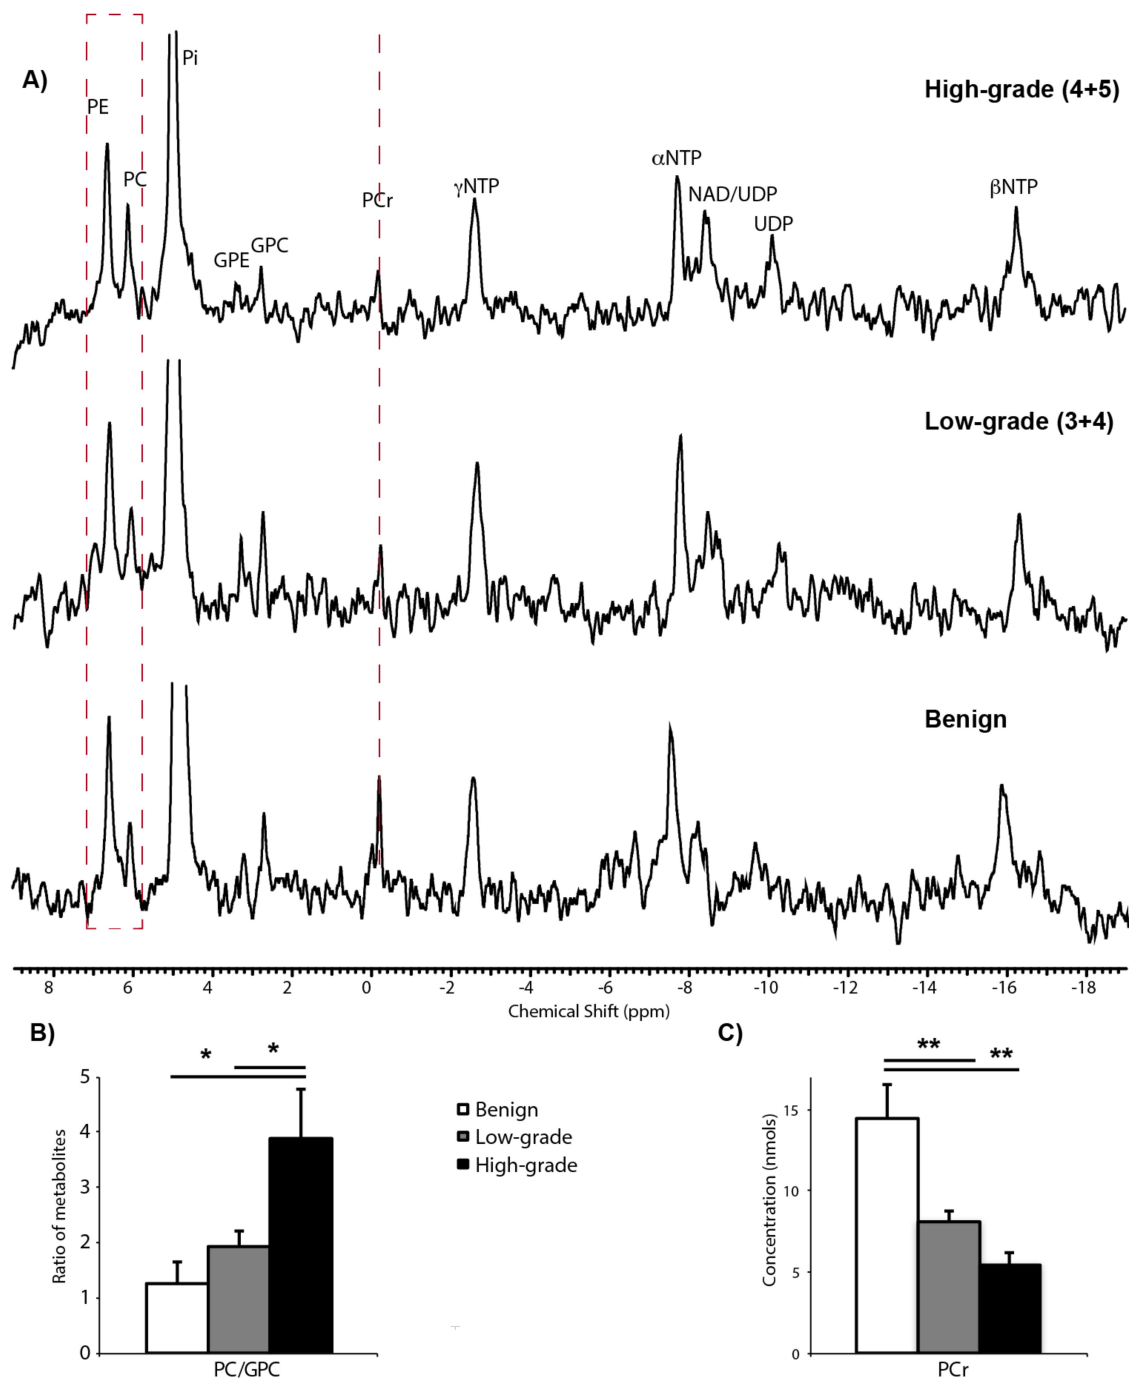 A)
High-grade (4+5)
PE
PC
Pi
GPE
GPC
PCr
γNTP
αNTP
NAD/UDP
UDP
βNTP
Low-grade (3+4)
Benign
8 6 4 2 0 -2 -4 -6 -8 -10 -12 -14 -16 -18
Chemical Shift (ppm)
B)
* *
5
4
3
2
1
0
Ratio of metabolites
PC/GPC
Benign
Low-grade
High-grade
C)
** **
15
10
5
0
Concentration (nmols)
PCr